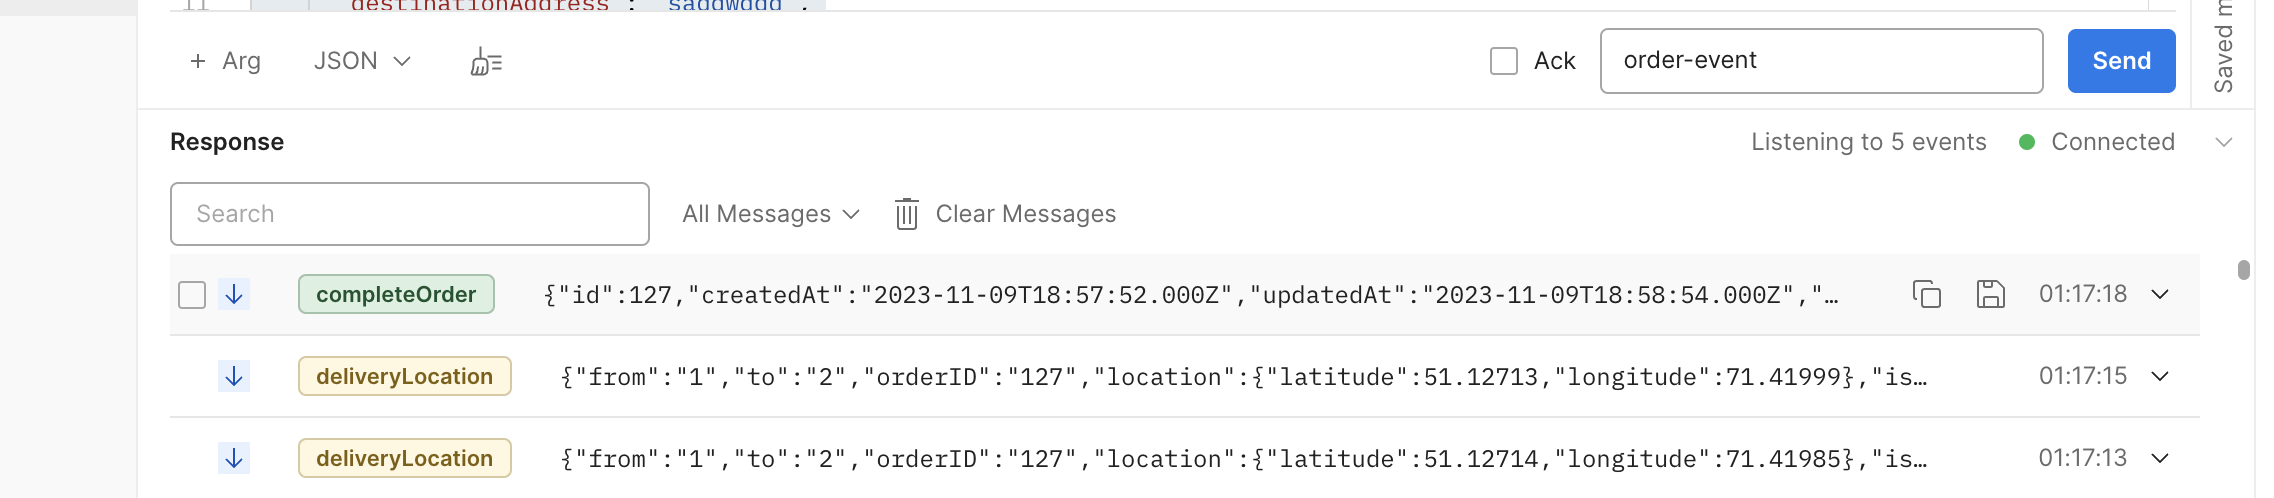 11 "destinationAddress": "saddwddd",
+ Arg JSON Ack order-event Send
Saved m
Response Listening to 5 events Connected
Search All Messages Clear Messages
completeOrder {"id":127,"createdAt":"2023-11-09T18:57:52.000Z","updatedAt":"2023-11-09T18:58:54.000Z","… 01:17:18
deliveryLocation {"from":"1","to":"2","orderID":"127","location":{"latitude":51.12713,"longitude":71.41999},"is… 01:17:15
deliveryLocation {"from":"1","to":"2","orderID":"127","location":{"latitude":51.12714,"longitude":71.41985},"is… 01:17:13